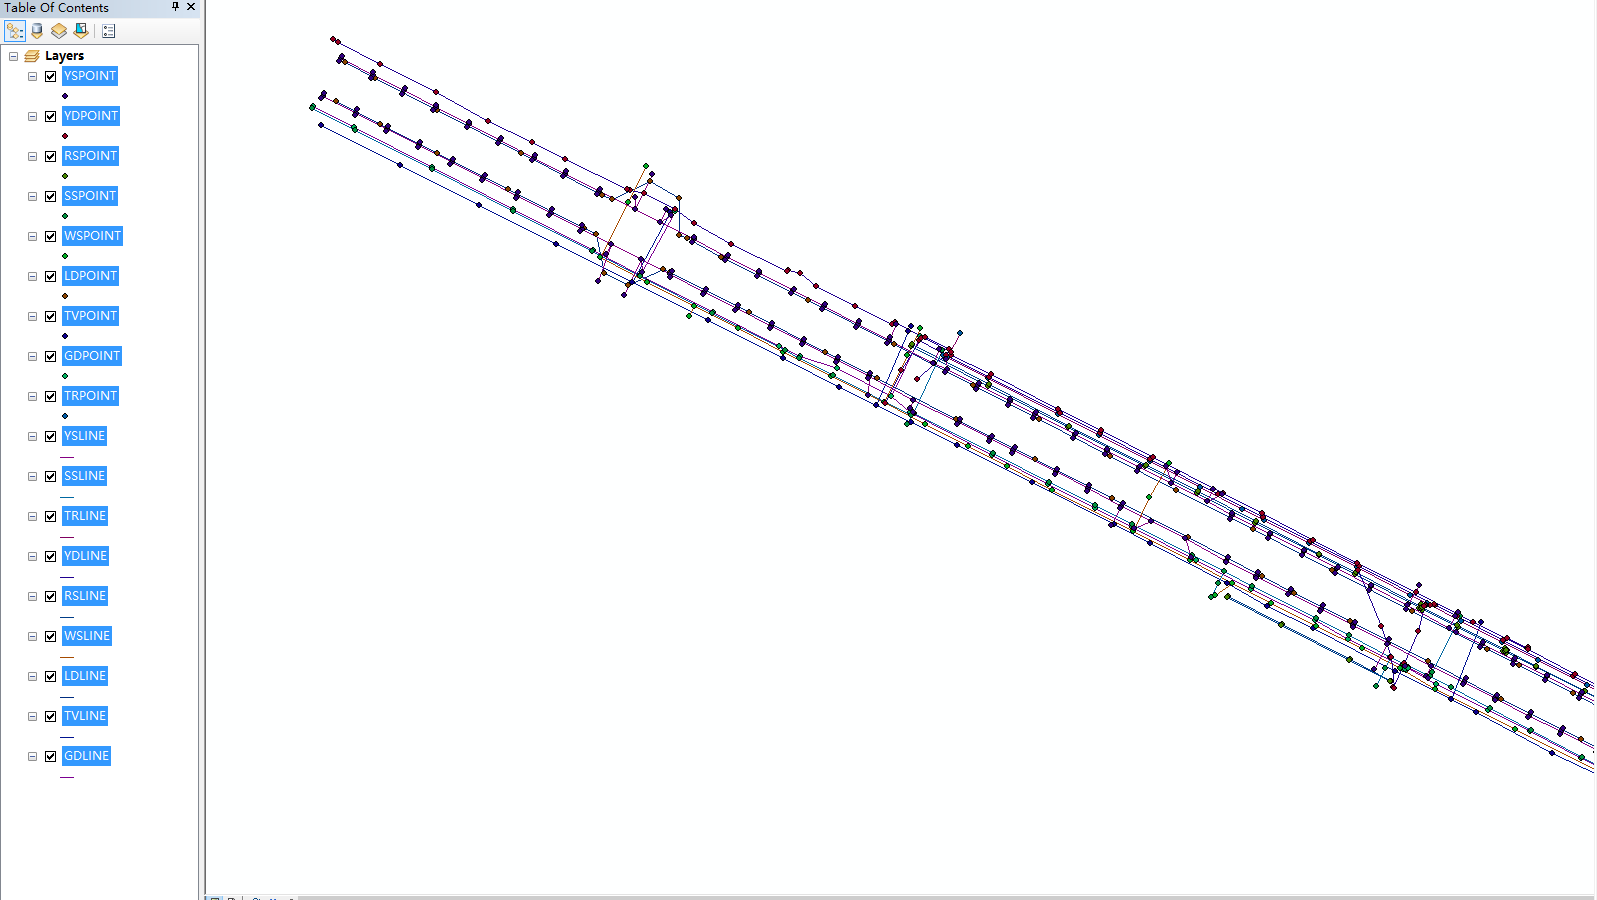 Table Of Contents
Layers
YSPOINT
YDPOINT
RSPOINT
SSPOINT
WSPOINT
LDPOINT
TVPOINT
GDPOINT
TRPOINT
YSLINE
SSLINE
TRLINE
YDLINE
RSLINE
WSLINE
LDLINE
TVLINE
GDLINE